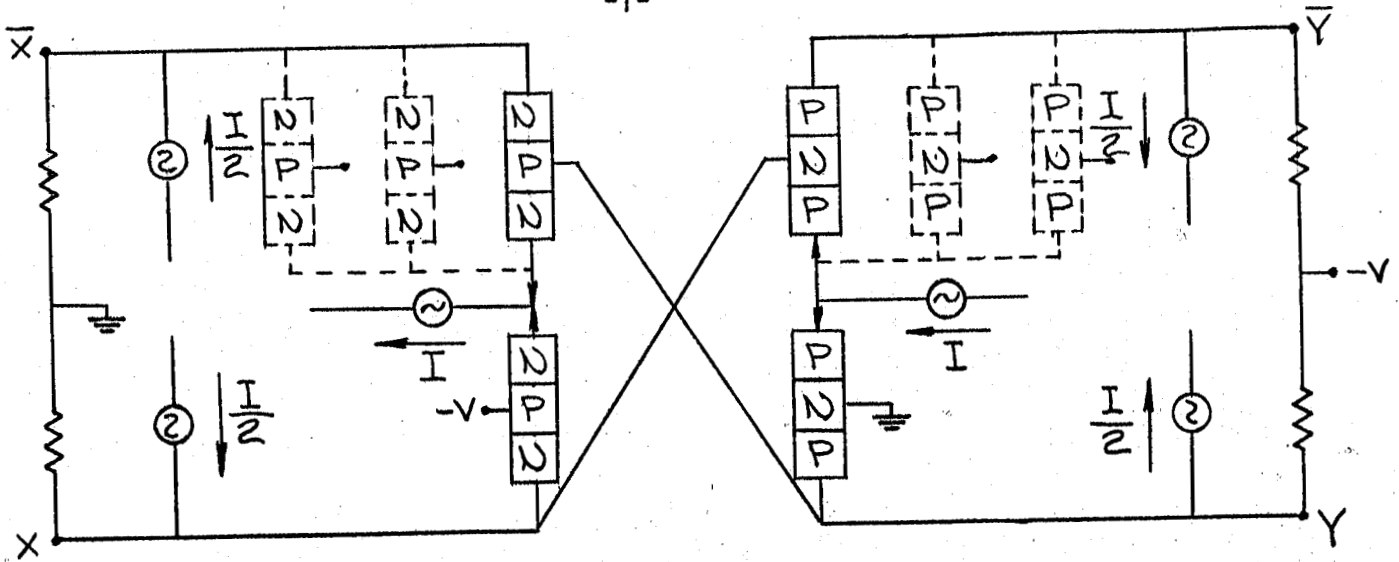 X̅ Y̅
I/2 N N N P P P I/2
P P P N N N
N N N P P P
-V
I N P I
-V I/2 P N I/2
N P
X Y